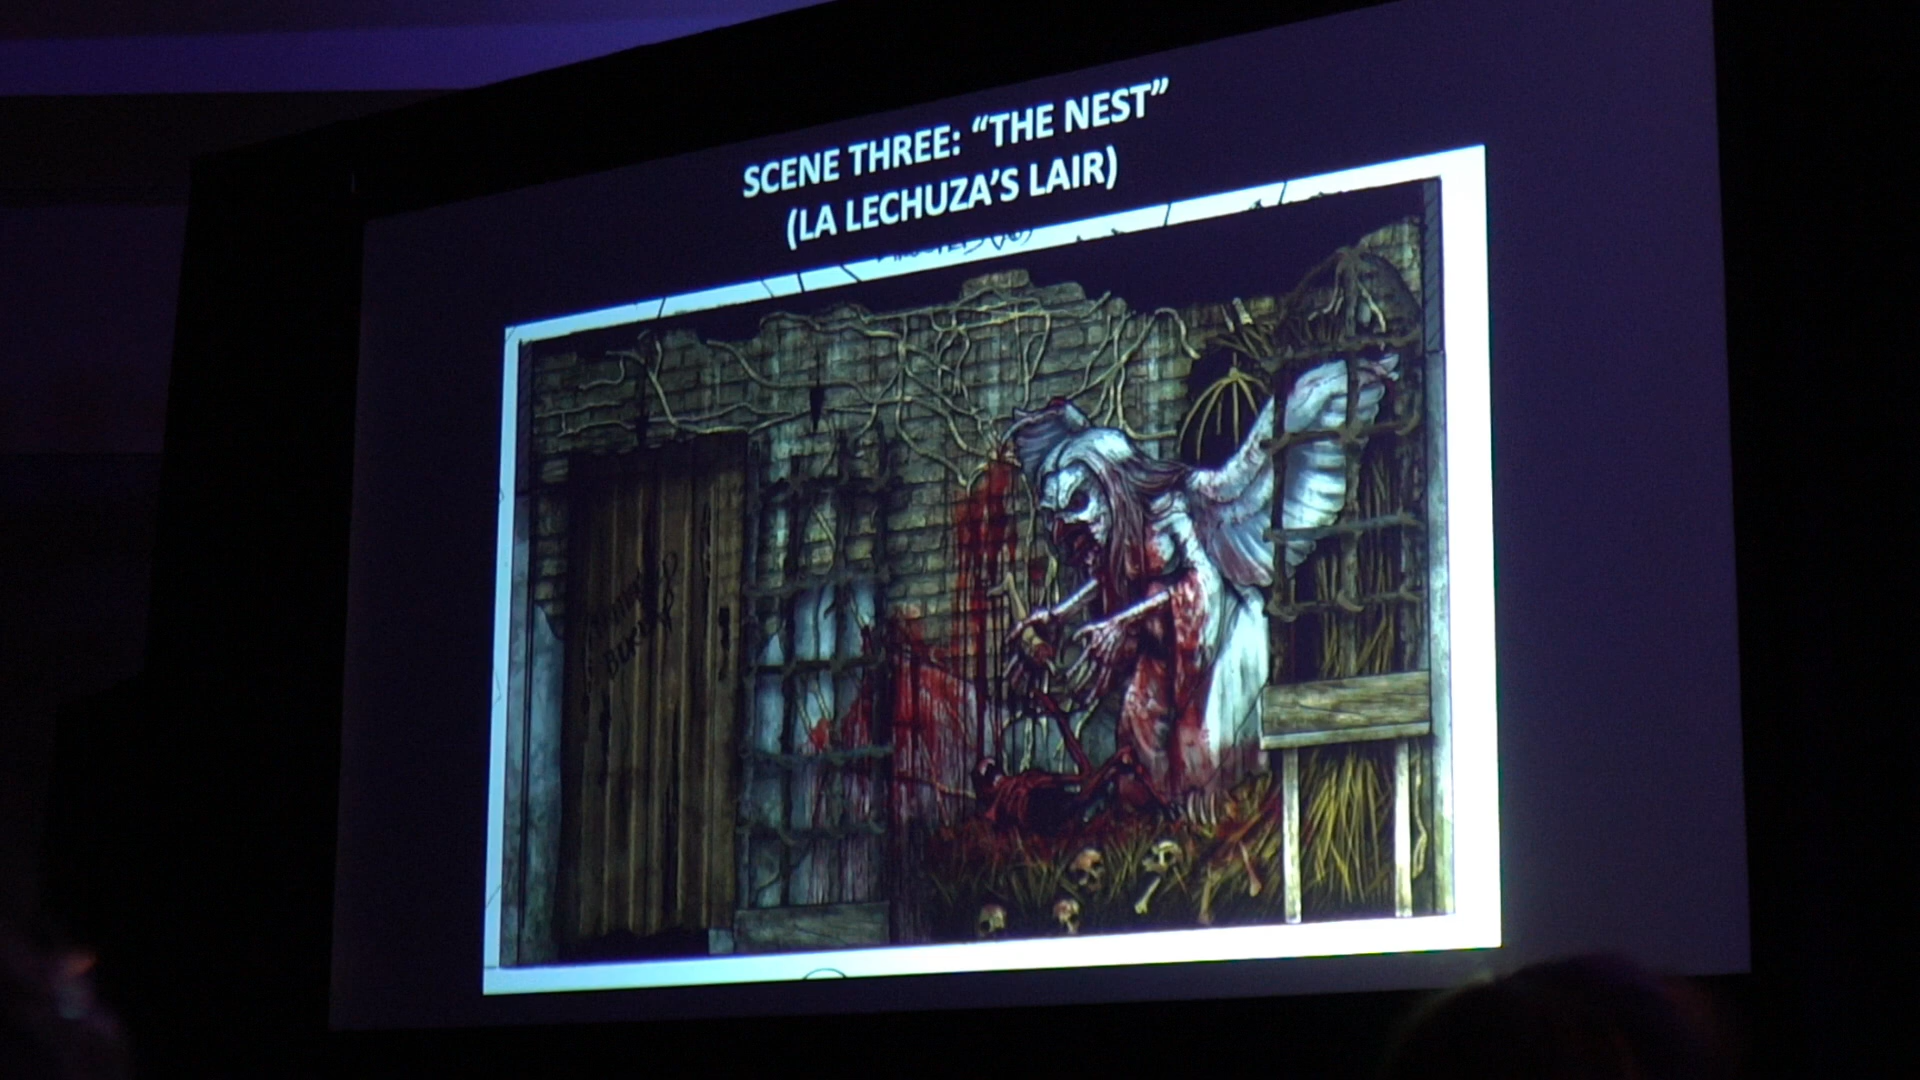 SCENE THREE: “THE NEST”
(LA LECHUZA’S LAIR)